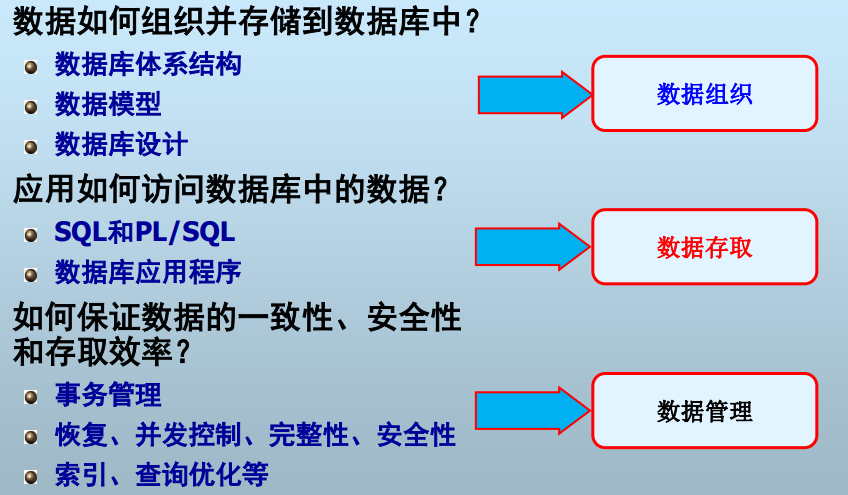 数据如何组织并存储到数据库中？
数据库体系结构
数据模型
数据库设计
数据组织
应用如何访问数据库中的数据？
SQL和PL/SQL
数据库应用程序
数据存取
如何保证数据的一致性、安全性
和存取效率？
事务管理
恢复、并发控制、完整性、安全性
索引、查询优化等
数据管理